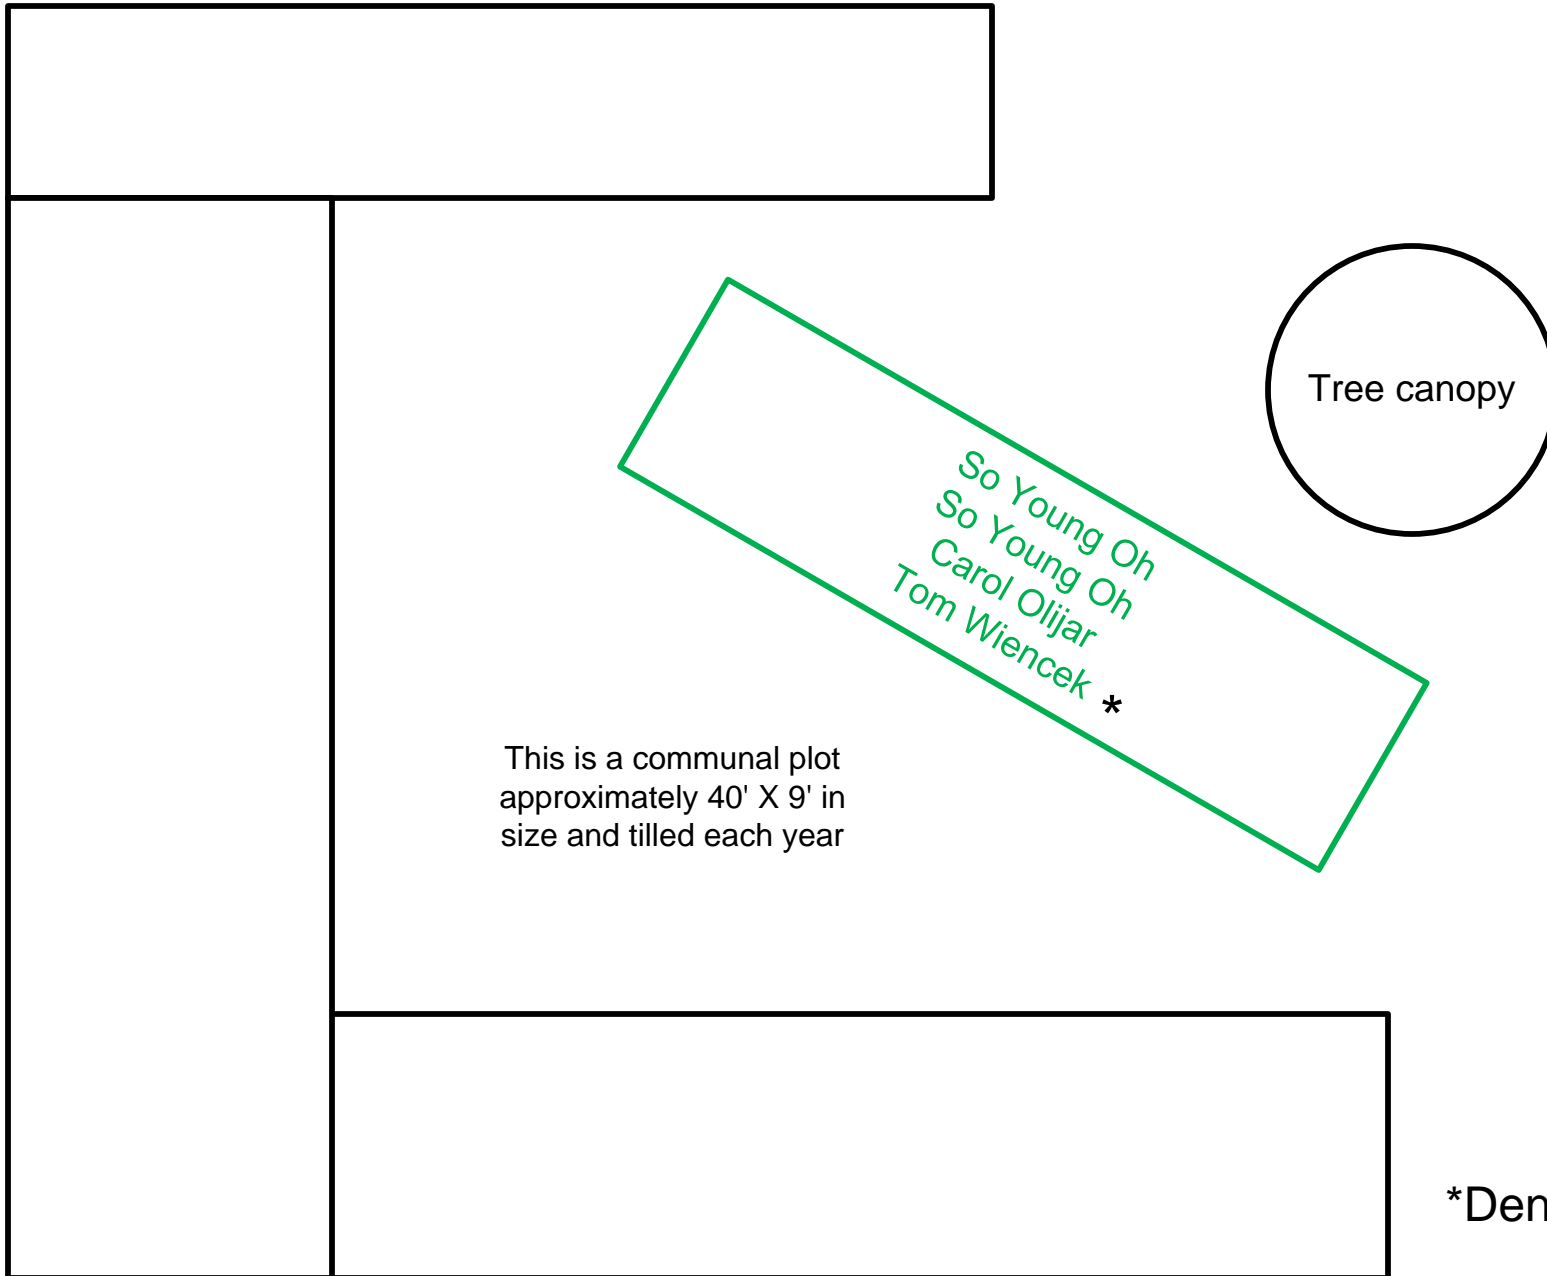 Tree canopy
So Young Oh
So Young Oh
Carol Olijar
Tom Wiencek *
This is a communal plot
approximately 40' X 9' in
size and tilled each year
*Den